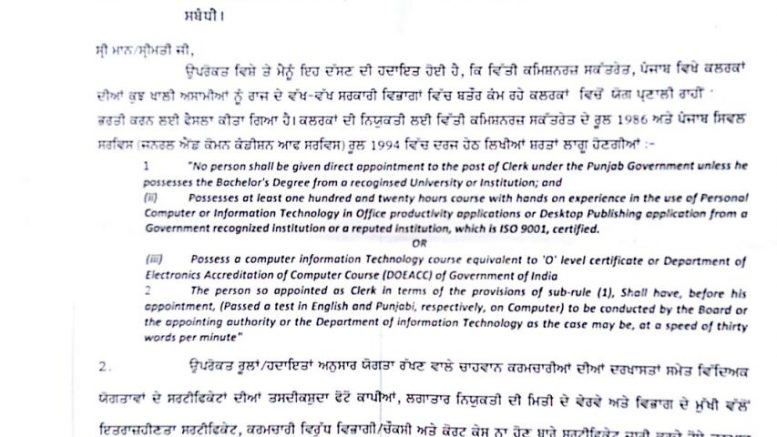 ਸਬੰਧੀ।
ਸ੍ਰੀ ਮਾਨ/ਸ੍ਰੀਮਤੀ ਜੀ,
ਉਪਰੋਕਤ ਵਿਸ਼ੇ ਤੇ ਮੈਨੂੰ ਇਹ ਦੱਸਣ ਦੀ ਹਦਾਇਤ ਹੋਈ ਹੈ, ਕਿ ਵਿੱਤੀ ਕਮਿਸ਼ਨਰਜ਼ ਸਕੱਤਰੇਤ, ਪੰਜਾਬ ਵਿਖੇ ਕਲਰਕਾਂ
ਦੀਆਂ ਕੁਝ ਖਾਲੀ ਅਸਾਮੀਆਂ ਨੂੰ ਰਾਜ ਦੇ ਵੱਖ-ਵੱਖ ਸਰਕਾਰੀ ਵਿਭਾਗਾਂ ਵਿੱਚ ਬਤੌਰ ਕੰਮ ਰਹੇ ਕਲਰਕਾਂ ਵਿਚੋਂ ਯੋਗ ਪ੍ਰਣਾਲੀ ਰਾਹੀਂ
ਭਰਤੀ ਕਰਨ ਲਈ ਫੈਸਲਾ ਕੀਤਾ ਗਿਆ ਹੈ। ਕਲਰਕਾਂ ਦੀ ਨਿਯੁਕਤੀ ਲਈ ਵਿੱਤੀ ਕਮਿਸ਼ਨਰਜ਼ ਸਕੱਤਰੇਤ ਦੇ ਰੂਲ 1986 ਅਤੇ ਪੰਜਾਬ ਸਿਵਲ
ਸਰਵਿਸ (ਜਨਰਲ ਐਂਡ ਕੋਮਨ ਕੰਡੀਸ਼ਨ ਆਫ ਸਰਵਿਸ) ਰੂਲ 1994 ਵਿੱਚ ਦਰਜ ਹੇਠ ਲਿਖੀਆਂ ਸ਼ਰਤਾਂ ਲਾਗੂ ਹੋਣਗੀਆਂ :-
1 "No person shall be given direct appointment to the post of Clerk under the Punjab Government unless he
possesses the Bachelor's Degree from a recoginsed University or Institution; and
(ii) Possesses at least one hundred and twenty hours course with hands on experience in the use of Personal
Computer or Information Technology in Office productivity applications or Desktop Publishing application from a
Government recognized institution or a reputed institution, which is ISO 9001, certified.
OR
(iii) Possess a computer information Technology course equivalent to 'O' level certificate or Department of
Electronics Accreditation of Computer Course (DOEACC) of Government of India
2 The person so appointed as Clerk in terms of the provisions of sub-rule (1), Shall have, before his
appointment, (Passed a test in English and Punjabi, respectively, on Computer) to be conducted by the Board or
the appointing authority or the Department of information Technology as the case may be, at a speed of thirty
words per minute"
2. ਉਪਰੋਕਤ ਰੂਲਾਂ/ਹਦਾਇਤਾਂ ਅਨੁਸਾਰ ਯੋਗਤਾ ਰੱਖਣ ਵਾਲੇ ਚਾਹਵਾਨ ਕਰਮਚਾਰੀਆਂ ਦੀਆਂ ਦਰਖਾਸਤਾਂ ਸਮੇਤ ਵਿੱਦਿਅਕ
ਯੋਗਤਾਵਾਂ ਦੇ ਸਰਟੀਫਿਕੇਟਾਂ ਦੀਆਂ ਤਸਦੀਕਸ਼ੁਦਾ ਫੋਟੋ ਕਾਪੀਆਂ, ਲਗਾਤਾਰ ਨਿਯੁਕਤੀ ਦੀ ਮਿਤੀ ਦੇ ਵੇਰਵੇ ਅਤੇ ਵਿਭਾਗ ਦੇ ਮੁੱਖੀ ਵੱਲੋਂ
ਇਤਰਾਜ਼ਹੀਣਤਾ ਸਰਟੀਫਿਕੇਟ, ਕਰਮਚਾਰੀ ਵਿਰੁੱਧ ਵਿਭਾਗੀ/ਚੌਕਸੀ ਅਤੇ ਕੋਰਟ ਕੇਸ ਨਾ ਹੋਣ ਬਾਰੇ ਸਰਟੀਫਿਕੇਟ